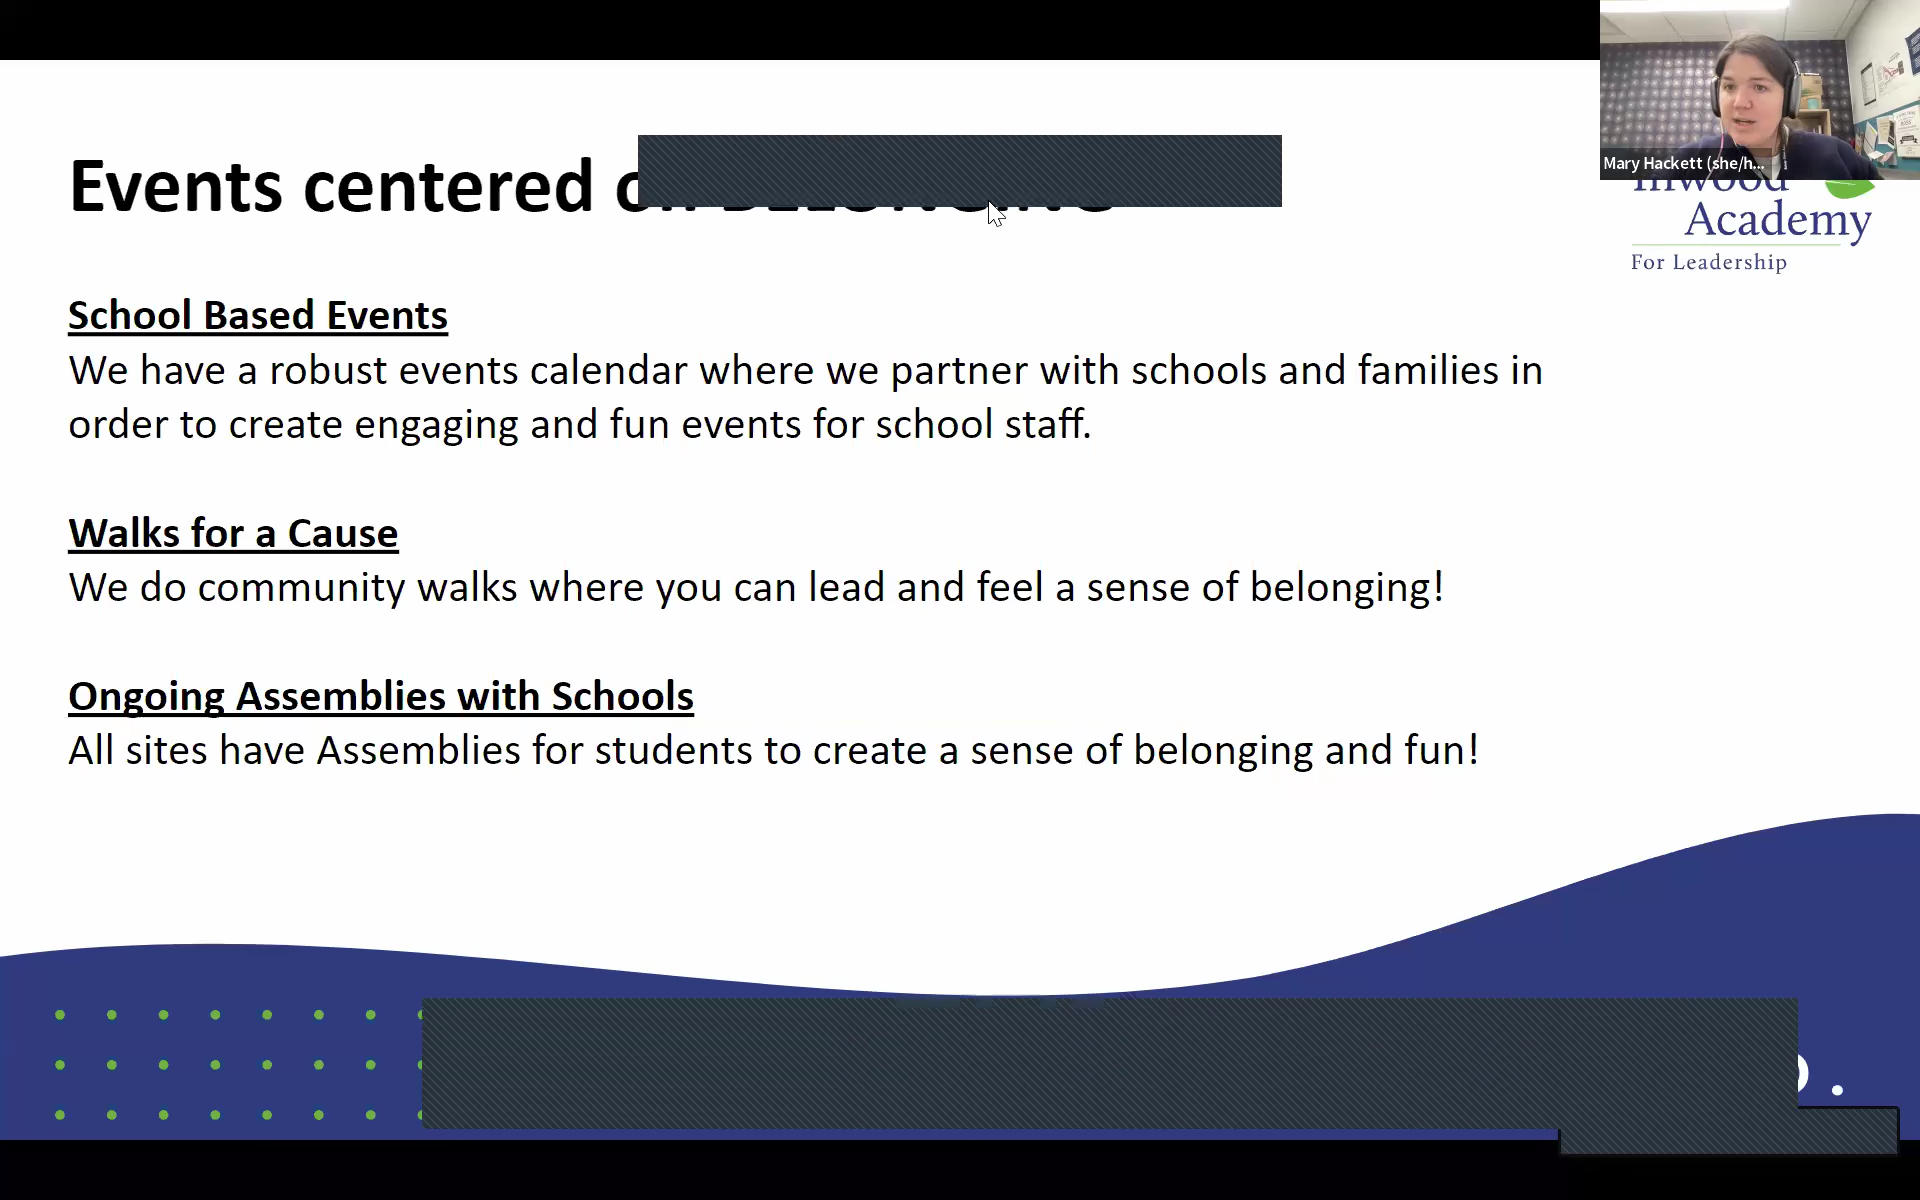 Mary Hackett (she/h...
Events centered on BELONGING
Inwood
Academy
For Leadership
School Based Events
We have a robust events calendar where we partner with schools and families in
order to create engaging and fun events for school staff.
Walks for a Cause
We do community walks where you can lead and feel a sense of belonging!
Ongoing Assemblies with Schools
All sites have Assemblies for students to create a sense of belonging and fun!